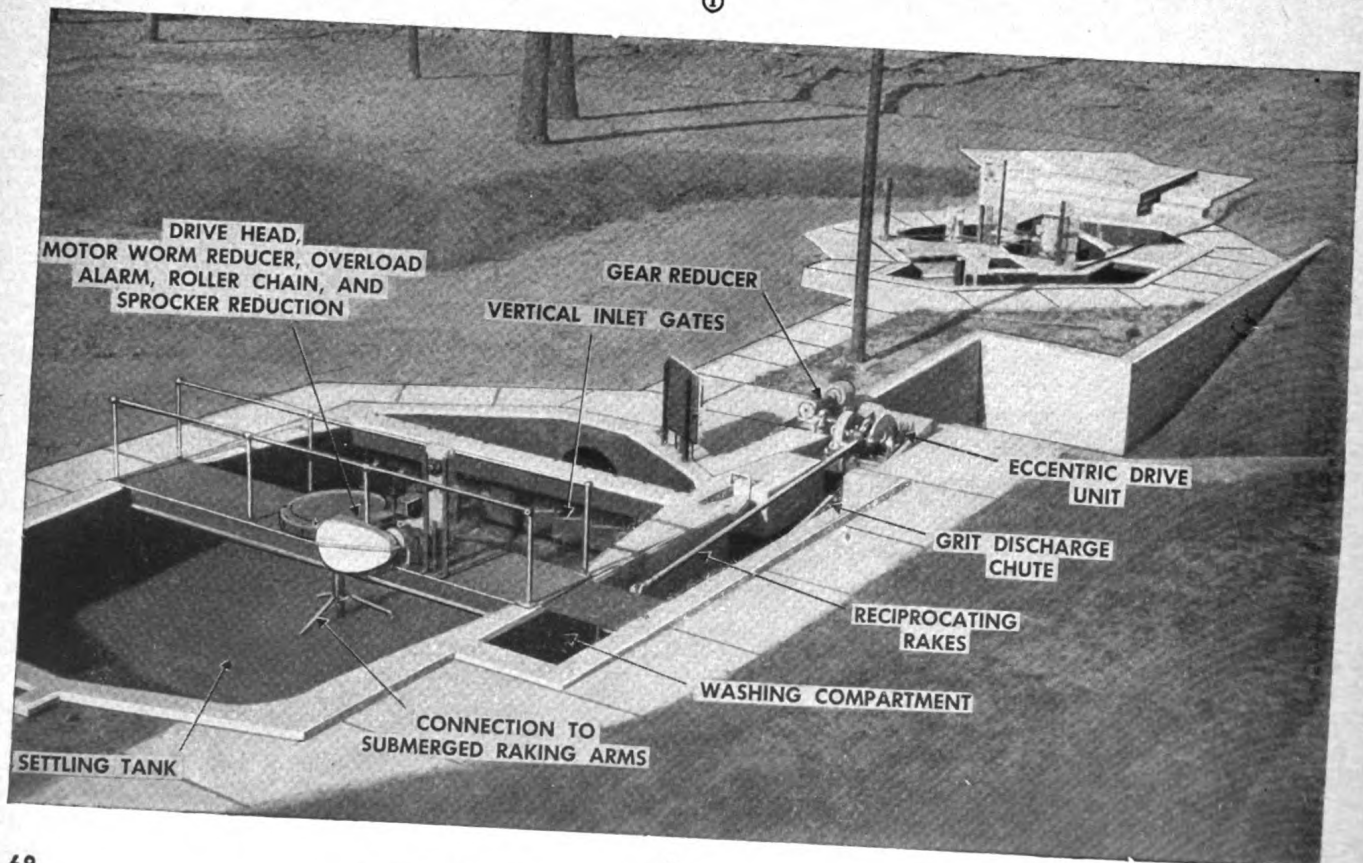 ①
DRIVE HEAD,
MOTOR WORM REDUCER, OVERLOAD
ALARM, ROLLER CHAIN, AND
SPROCKER REDUCTION
VERTICAL INLET GATES
GEAR REDUCER
ECCENTRIC DRIVE
UNIT
GRIT DISCHARGE
CHUTE
RECIPROCATING
RAKES
WASHING COMPARTMENT
CONNECTION TO
SUBMERGED RAKING ARMS
SETTLING TANK